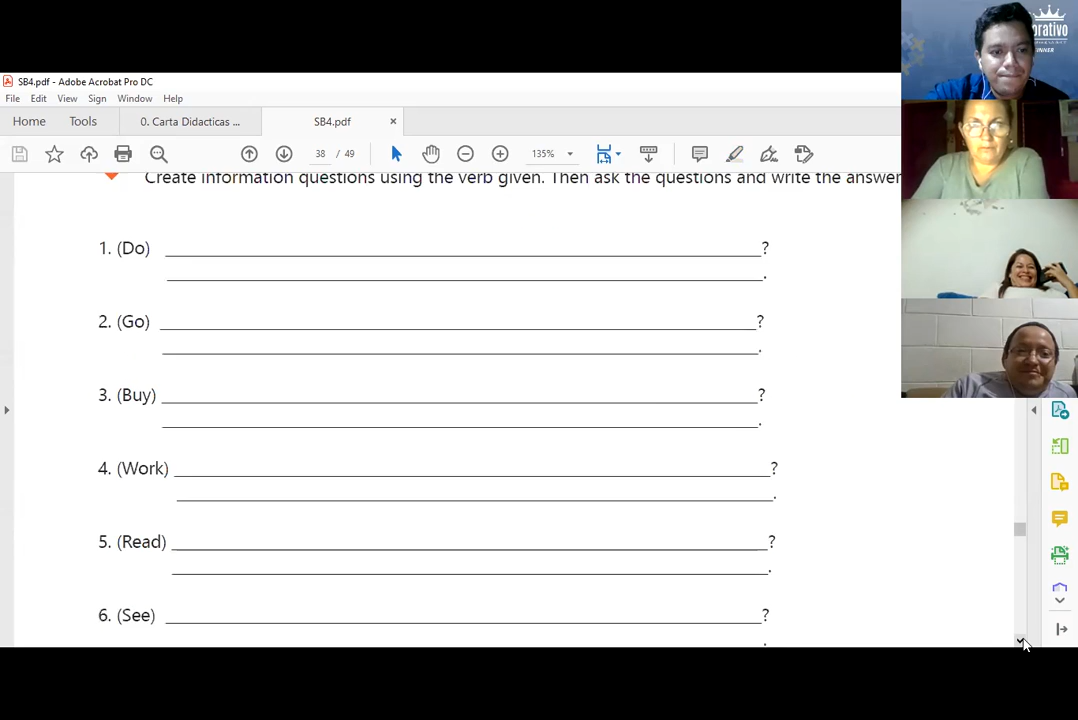 SB4.pdf - Adobe Acrobat Pro DC
File Edit View Sign Window Help
Home Tools 0. Carta Didacticas ... SB4.pdf ×
38 / 49 135%
Create information questions using the verb given. Then ask the questions and write the answer
1. (Do) ?
.
2. (Go) ?
.
3. (Buy) ?
.
4. (Work) ?
.
5. (Read) ?
.
6. (See) ?
.